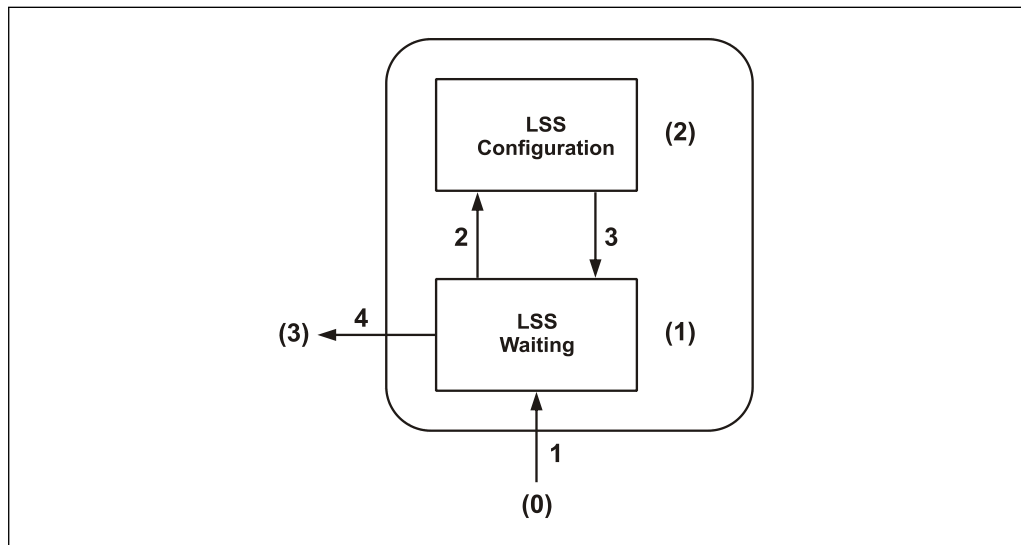 LSS
Configuration
(2)
2
3
4
(3)
LSS
Waiting
(1)
1
(0)